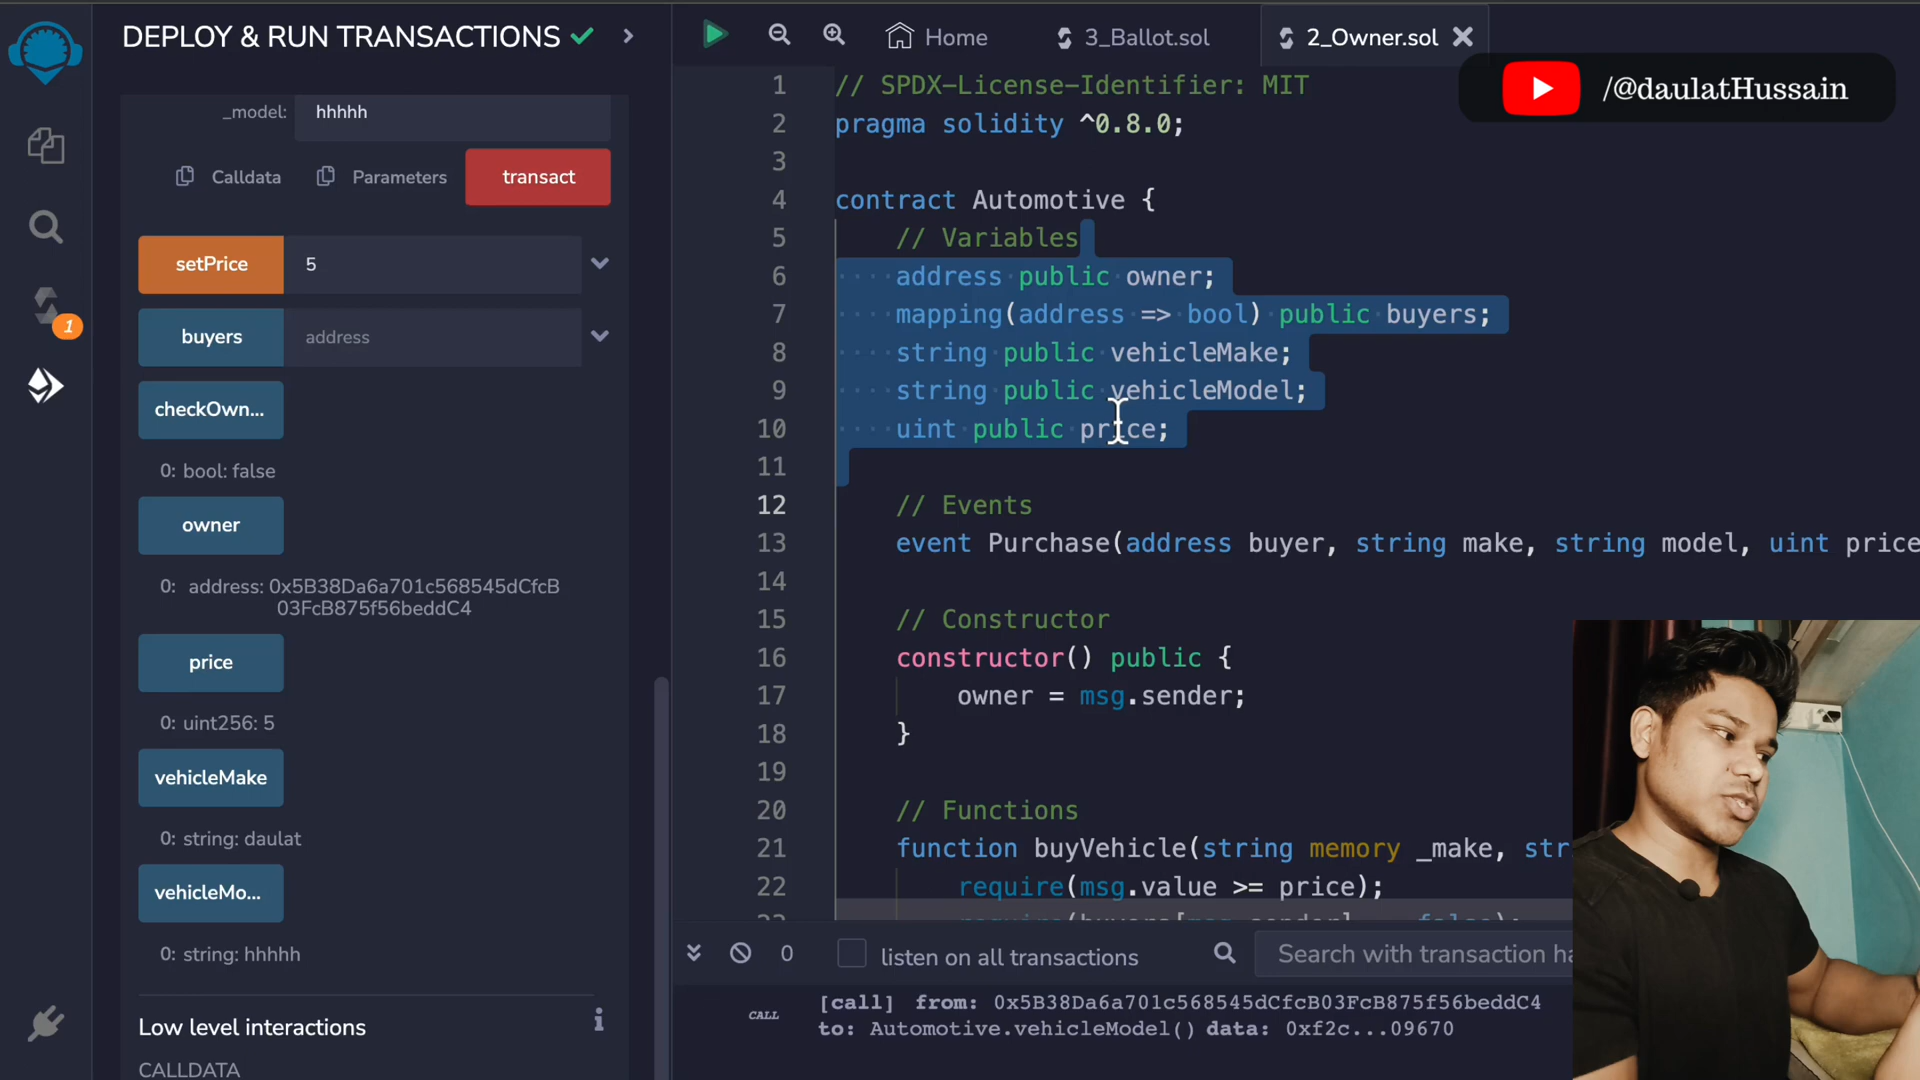 DEPLOY & RUN TRANSACTIONS
_model: hhhhh
Calldata Parameters transact
setPrice 5
buyers address
checkOwn...
0: bool: false
owner
0: address: 0x5B38Da6a701c568545dCfcB
03FcB875f56beddC4
price
0: uint256: 5
vehicleMake
0: string: daulat
vehicleMo...
0: string: hhhhh
Low level interactions i
CALLDATA
1
Home 3_Ballot.sol 2_Owner.sol
/@daulatHussain
1 // SPDX-License-Identifier: MIT
2 pragma solidity ^0.8.0;
3
4 contract Automotive {
5 // Variables
6 address public owner;
7 mapping(address => bool) public buyers;
8 string public vehicleMake;
9 string public vehicleModel;
10 uint public price;
11
12 // Events
13 event Purchase(address buyer, string make, string model, uint price
14
15 // Constructor
16 constructor() public {
17 owner = msg.sender;
18 }
19
20 // Functions
21 function buyVehicle(string memory _make, str
22 require(msg.value >= price);
0 listen on all transactions Search with transaction ha
CALL [call] from: 0x5B38Da6a701c568545dCfcB03FcB875f56beddC4
to: Automotive.vehicleModel() data: 0xf2c...09670